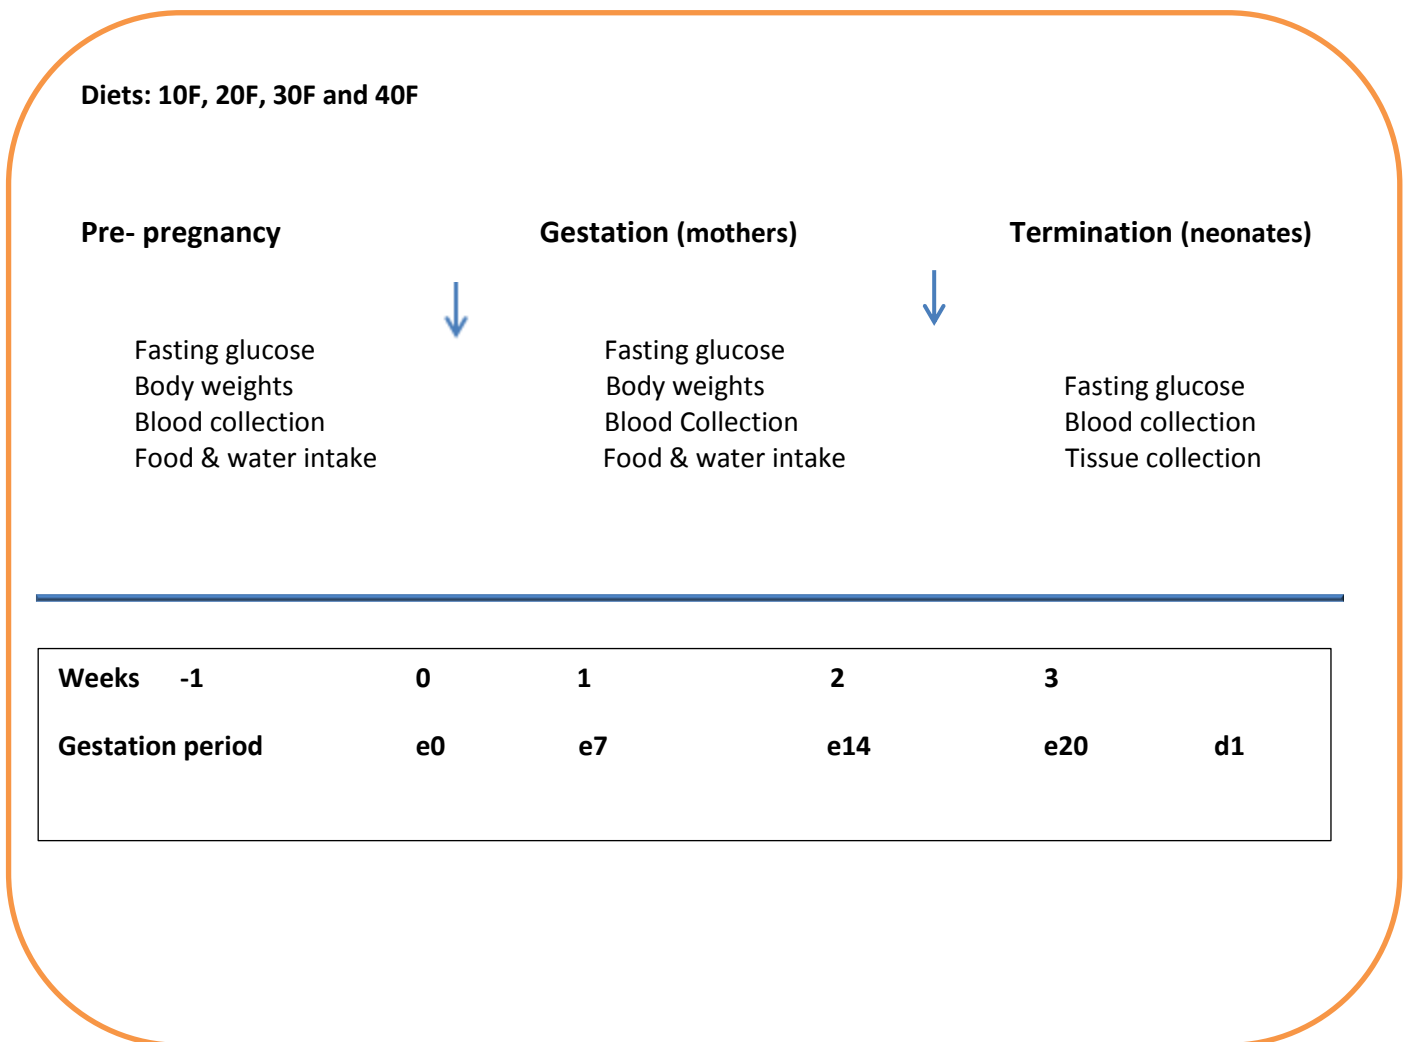 Diets: 10F, 20F, 30F and 40F
Pre- pregnancy Gestation (mothers) Termination (neonates)
Fasting glucose Fasting glucose
Body weights Body weights Fasting glucose
Blood collection Blood Collection Blood collection
Food & water intake Food & water intake Tissue collection
Weeks -1 0 1 2 3
Gestation period e0 e7 e14 e20 d1